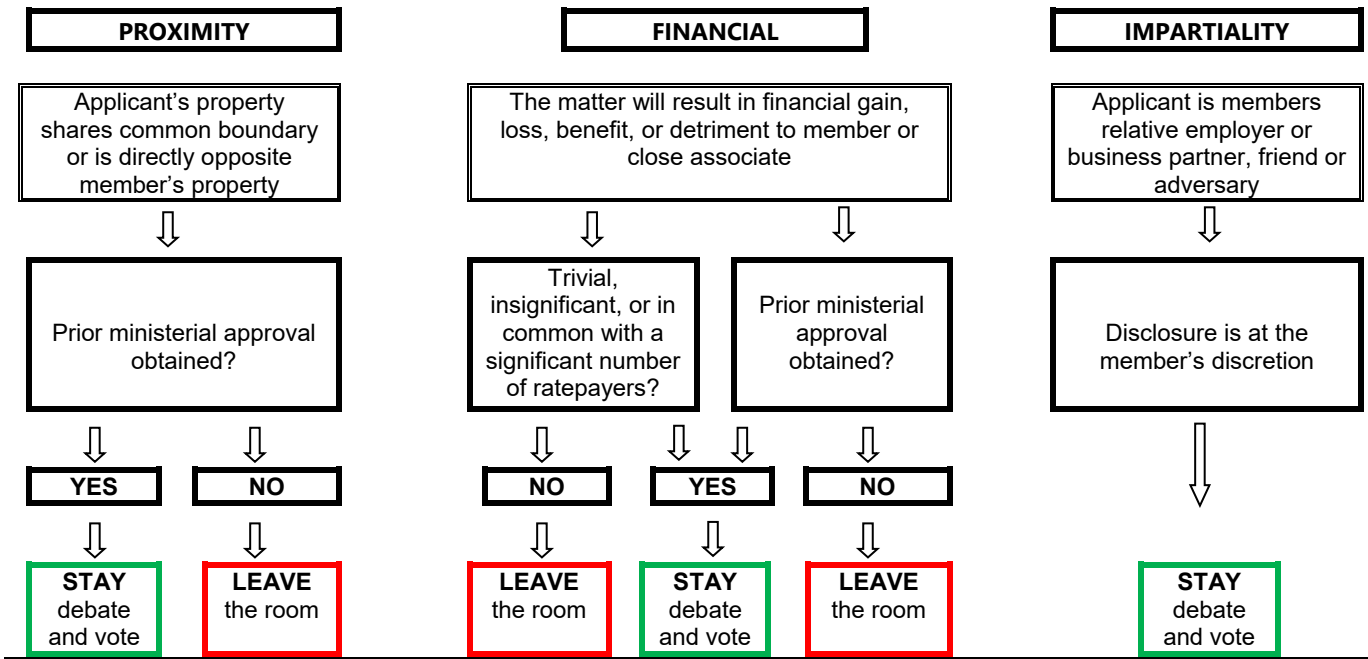 PROXIMITY
FINANCIAL
IMPARTIALITY
Applicant’s property
shares common boundary
or is directly opposite
member’s property
The matter will result in financial gain,
loss, benefit, or detriment to member or
close associate
Applicant is members
relative employer or
business partner, friend or
adversary
Prior ministerial approval
obtained?
Trivial,
insignificant, or in
common with a
significant number
of ratepayers?
Prior ministerial
approval
obtained?
Disclosure is at the
member’s discretion
YES
NO
NO
YES
NO
STAY
debate
and vote
LEAVE
the room
LEAVE
the room
STAY
debate
and vote
LEAVE
the room
STAY
debate
and vote